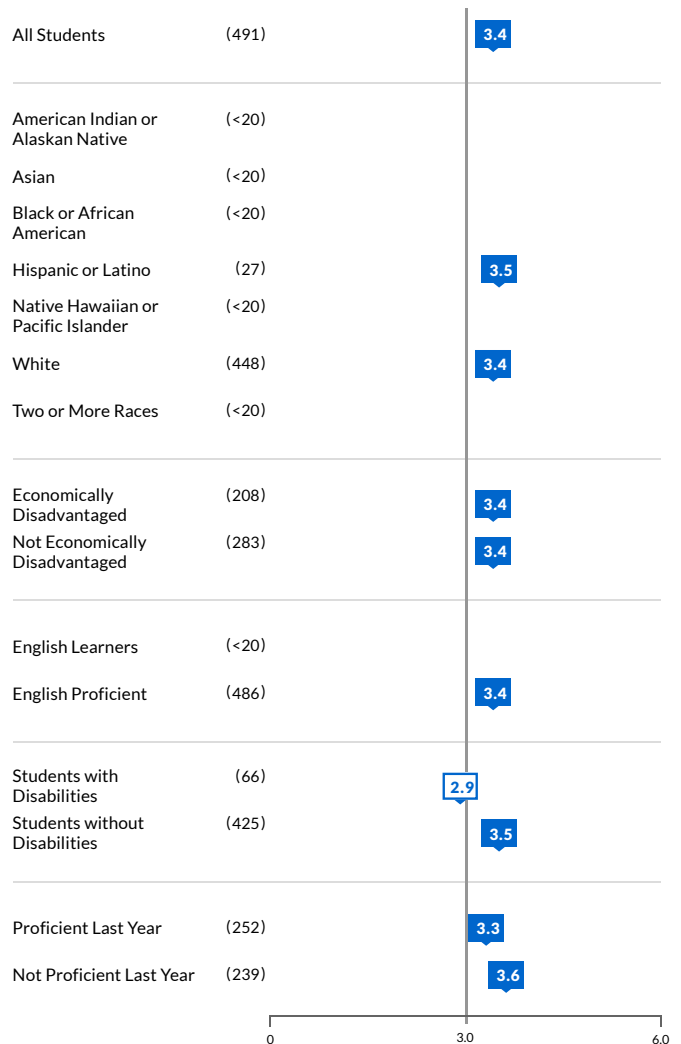 All Students (491) 3.4
American Indian or (<20)
Alaskan Native
Asian (<20)
Black or African (<20)
American
Hispanic or Latino (27) 3.5
Native Hawaiian or (<20)
Pacific Islander
White (448) 3.4
Two or More Races (<20)
Economically (208) 3.4
Disadvantaged
Not Economically (283) 3.4
Disadvantaged
English Learners (<20)
English Proficient (486) 3.4
Students with (66) 2.9
Disabilities
Students without (425) 3.5
Disabilities
Proficient Last Year (252) 3.3
Not Proficient Last Year (239) 3.6
0 3.0 6.0